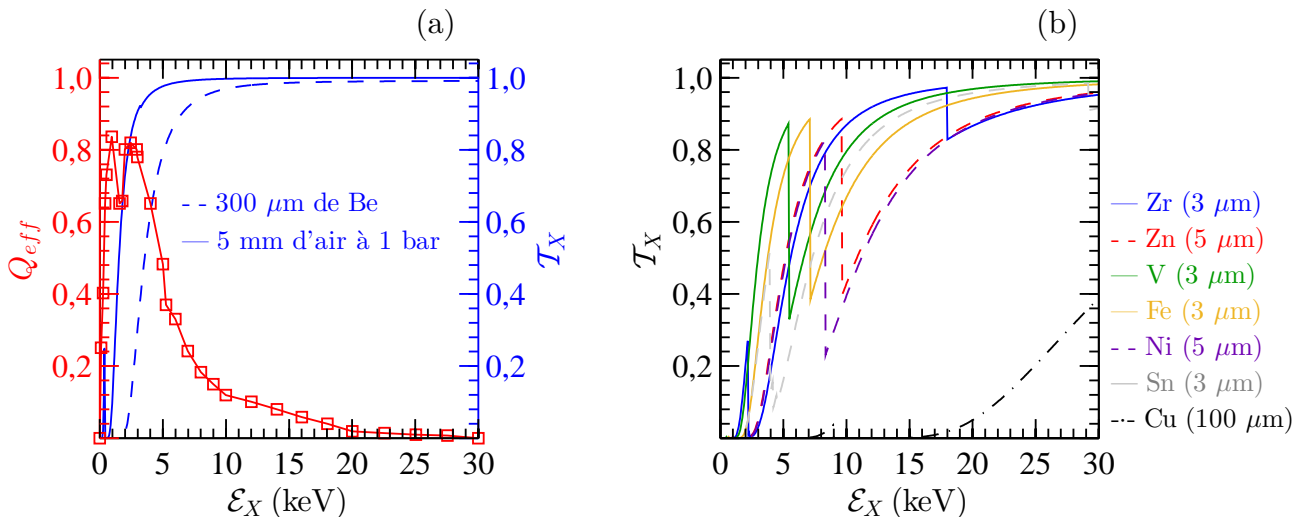 (a)
(b)
1,0
0,8
0,6
0,4
0,2
Q_eff
1,0
0,8
0,6
0,4
0,2
𝒯_X
300 μm de Be
5 mm d'air à 1 bar
0 5 10 15 20 25 30
ℰ_X (keV)
1.0
0.8
0.6
0.4
0.2
𝒯_X
0 5 10 15 20 25 30
ℰ_X (keV)
Zr (3 μm)
Zn (5 μm)
V (3 μm)
Fe (3 μm)
Ni (5 μm)
Sn (3 μm)
Cu (100 μm)